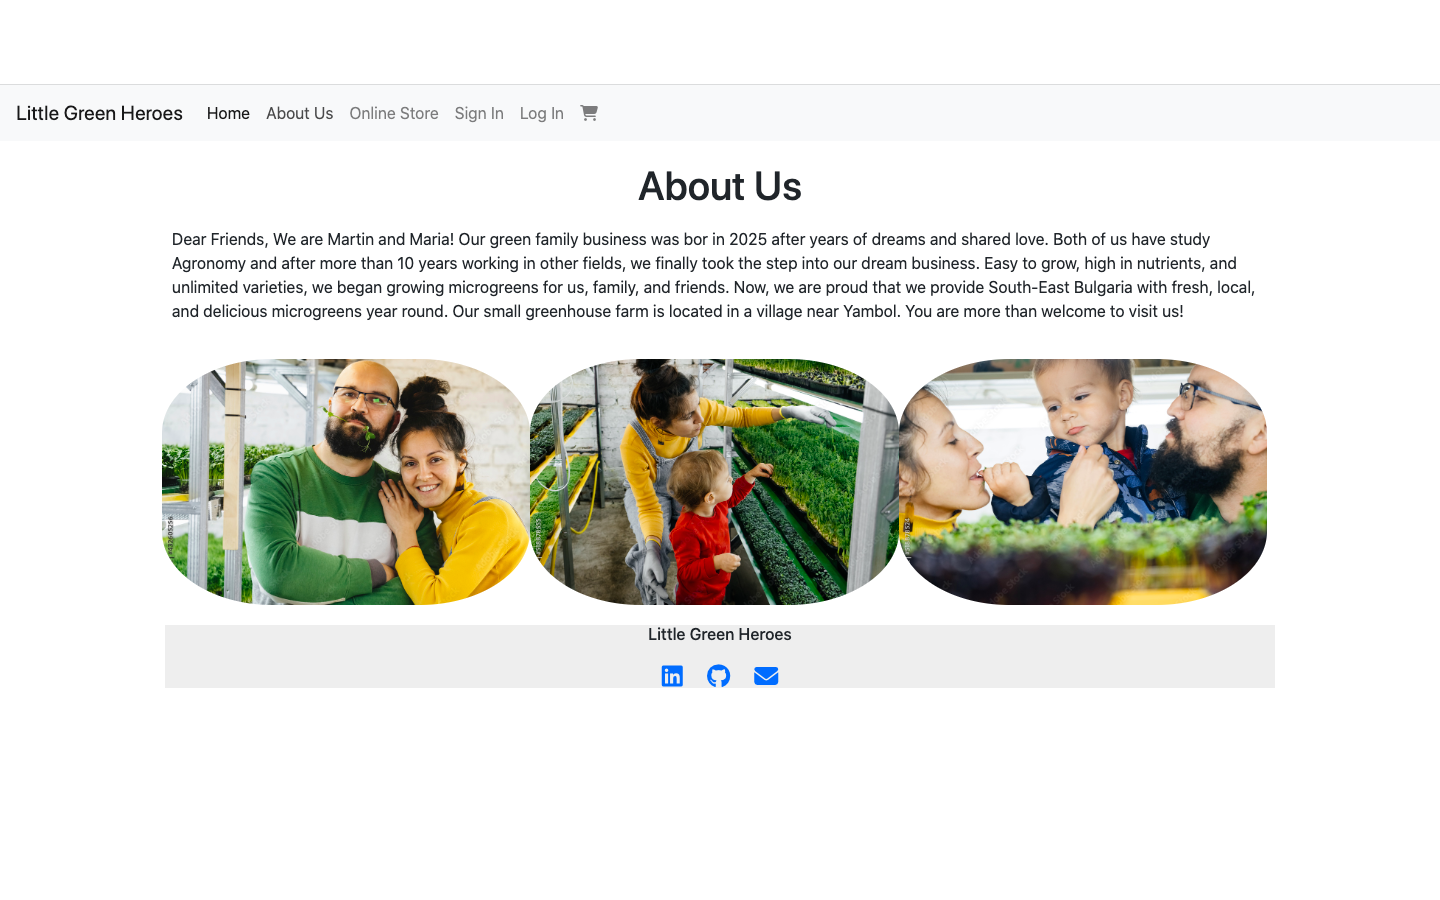 Little Green Heroes Home About Us Online Store Sign In Log In
About Us
Dear Friends, We are Martin and Maria! Our green family business was bor in 2025 after years of dreams and shared love. Both of us have study
Agronomy and after more than 10 years working in other fields, we finally took the step into our dream business. Easy to grow, high in nutrients, and
unlimited varieties, we began growing microgreens for us, family, and friends. Now, we are proud that we provide South-East Bulgaria with fresh, local,
and delicious microgreens year round. Our small greenhouse farm is located in a village near Yambol. You are more than welcome to visit us!
Little Green Heroes
in